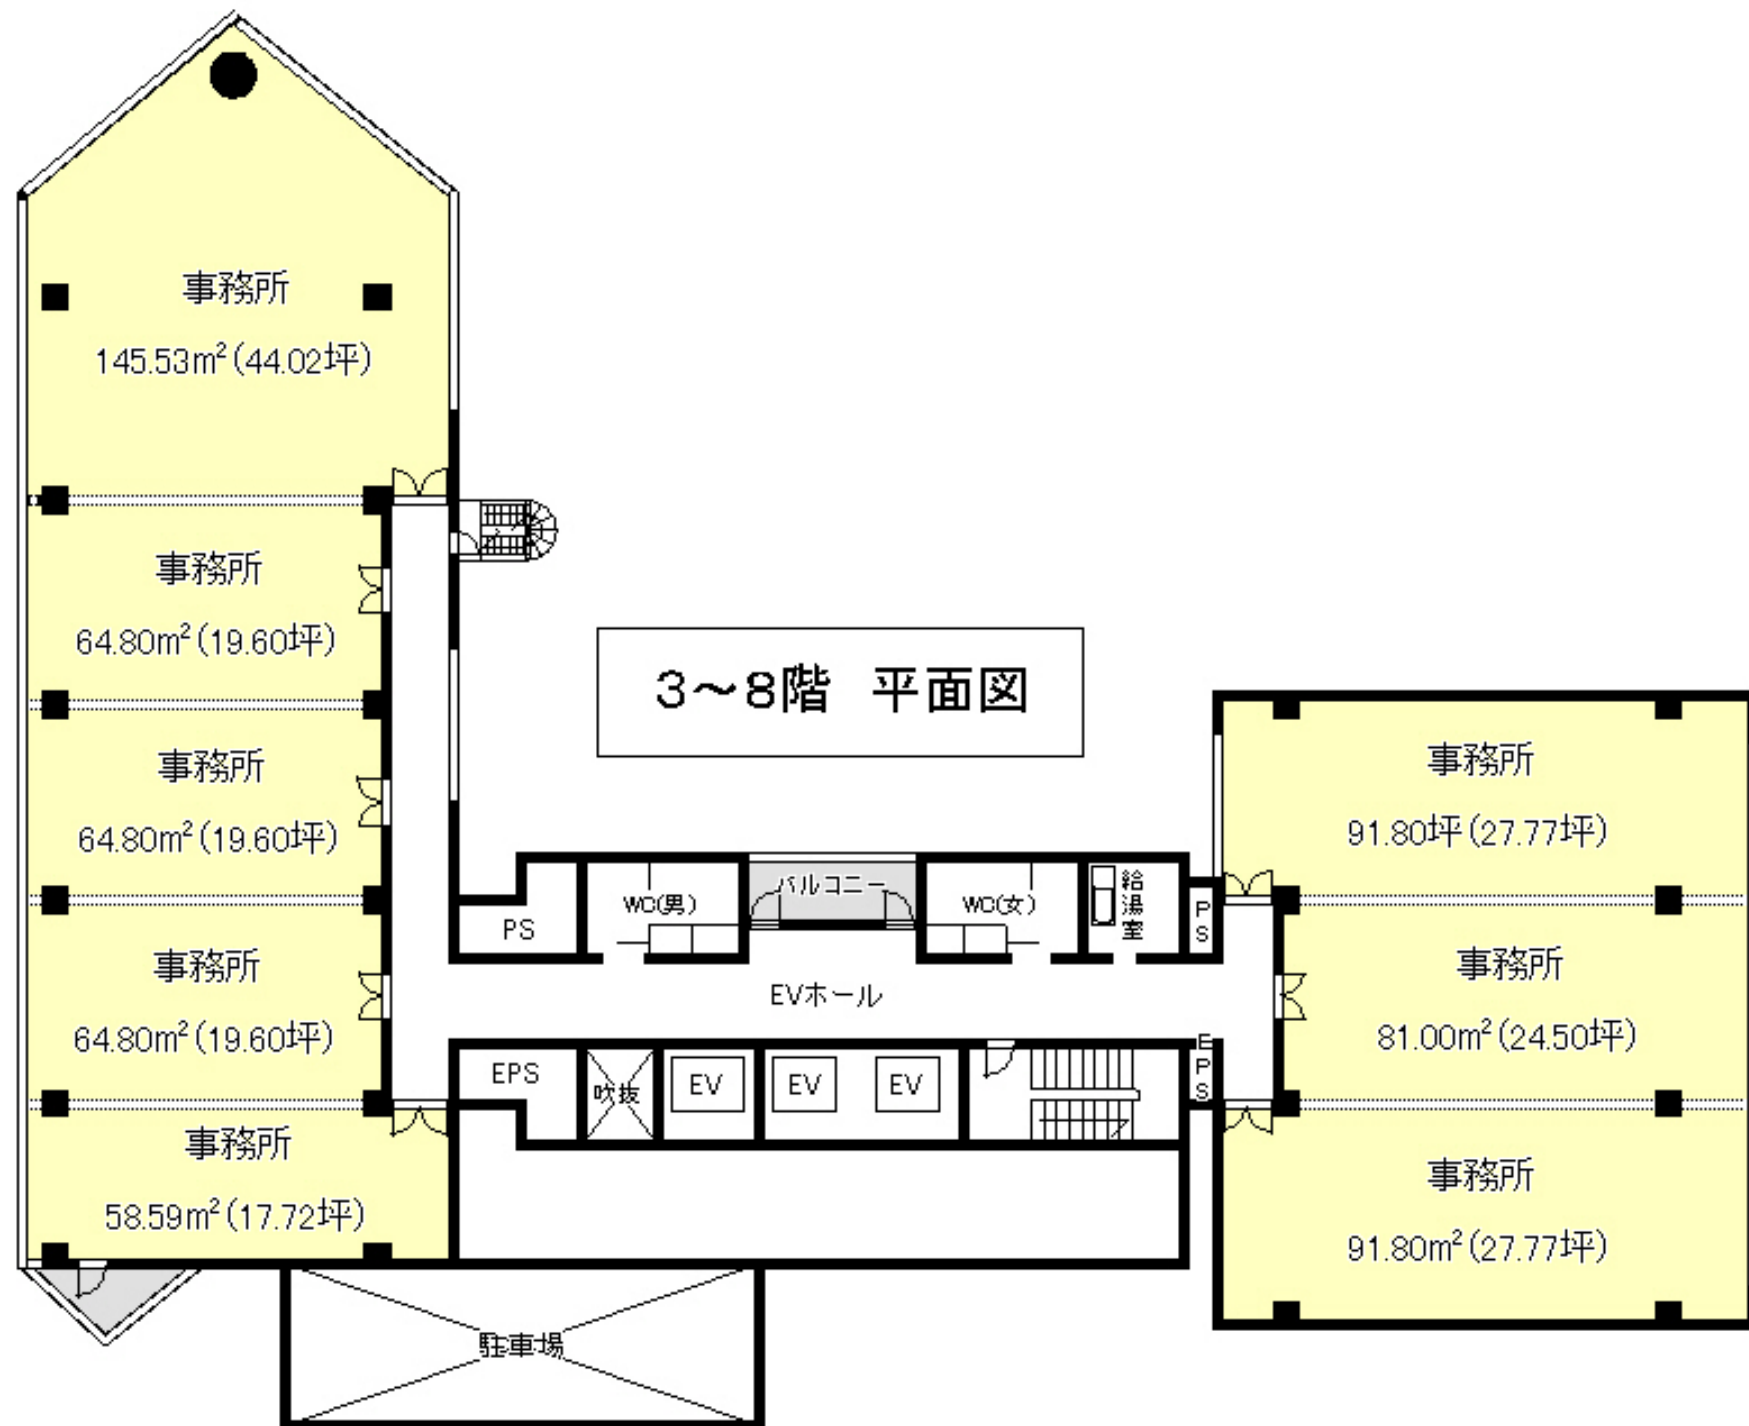 事務所
145.53m²(44.02坪)
事務所
64.80m²(19.60坪)
事務所
64.80m²(19.60坪)
事務所
64.80m²(19.60坪)
事務所
58.59m²(17.72坪)
3～8階 平面図
PS
WC(男)
バルコニー
WC(女)
給湯室
PS
EVホール
EPS
吹抜
EV
EV
EV
EPS
駐車場
事務所
91.80坪(27.77坪)
事務所
81.00m²(24.50坪)
事務所
91.80m²(27.77坪)